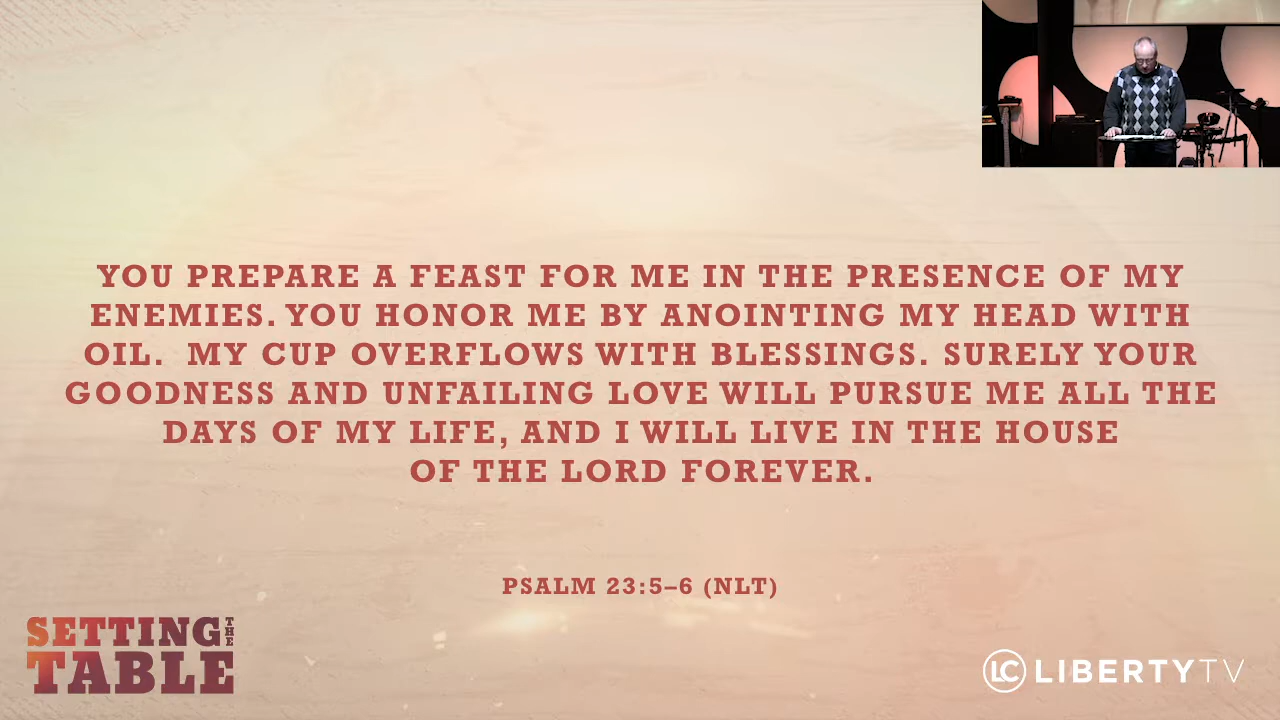 YOU PREPARE A FEAST FOR ME IN THE PRESENCE OF MY
ENEMIES. YOU HONOR ME BY ANOINTING MY HEAD WITH
OIL.  MY CUP OVERFLOWS WITH BLESSINGS. SURELY YOUR
GOODNESS AND UNFAILING LOVE WILL PURSUE ME ALL THE
DAYS OF MY LIFE, AND I WILL LIVE IN THE HOUSE
OF THE LORD FOREVER.
PSALM 23:5–6 (NLT)
SETTING THE
TABLE
LC LIBERTYTV